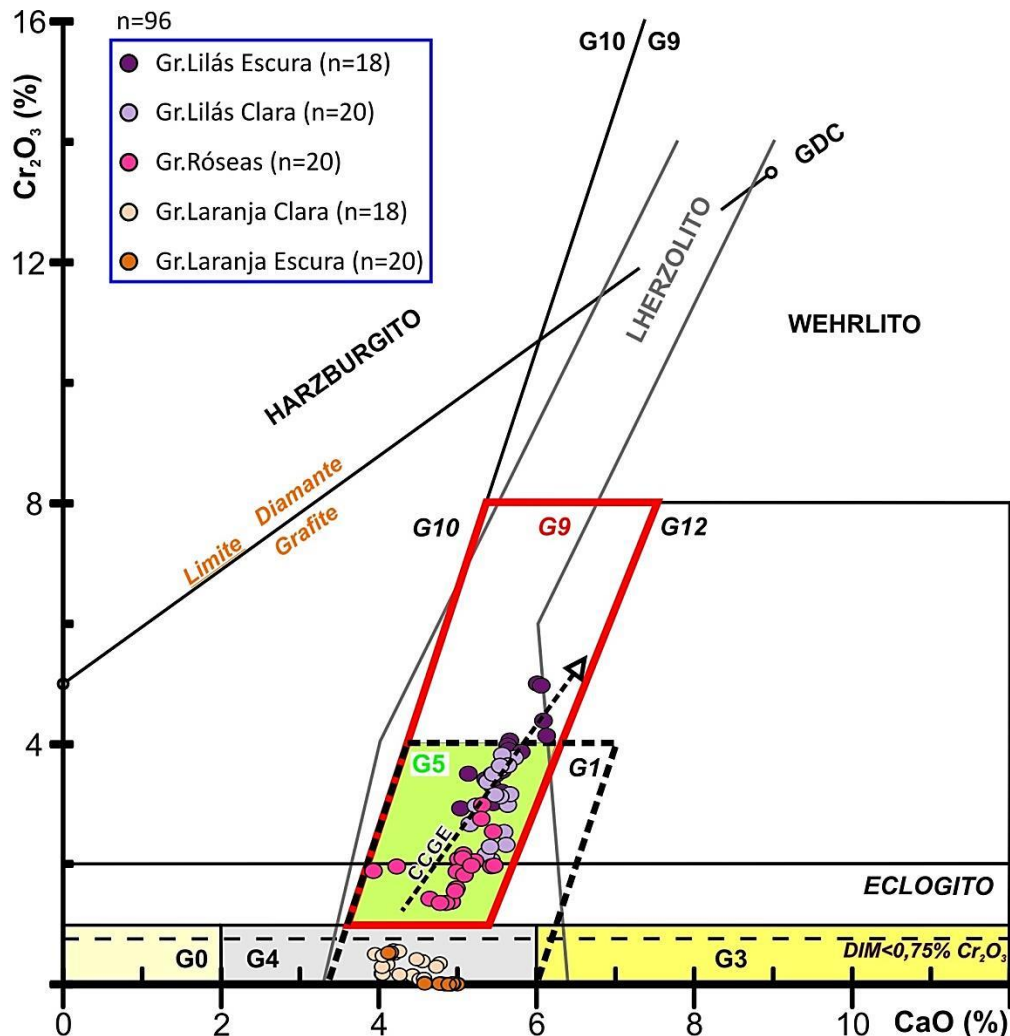 16
n=96
Gr.Lilás Escura (n=18)
Gr.Lilás Clara (n=20)
Gr.Róseas (n=20)
Gr.Laranja Clara (n=18)
Gr.Laranja Escura (n=20)
G10
G9
GDC
Cr₂O₃ (%)
12
LHERZOLITO
WEHRLITO
HARZBURGITO
Limite
Diamante
Grafite
8
G10
G9
G12
4
G5
G1
CCGE
ECLOGITO
DIM<0,75% Cr₂O₃
G0
G4
G3
0
0
4
6
8
10
CaO (%)